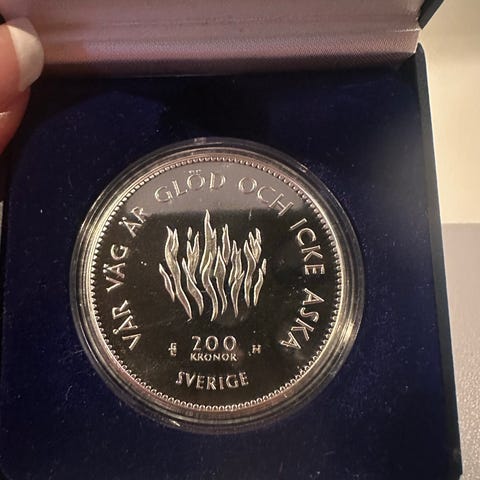 VÅR VÄG ÄR GLÖD OCH ICKE ASKA
200
KRONOR
SVERIGE